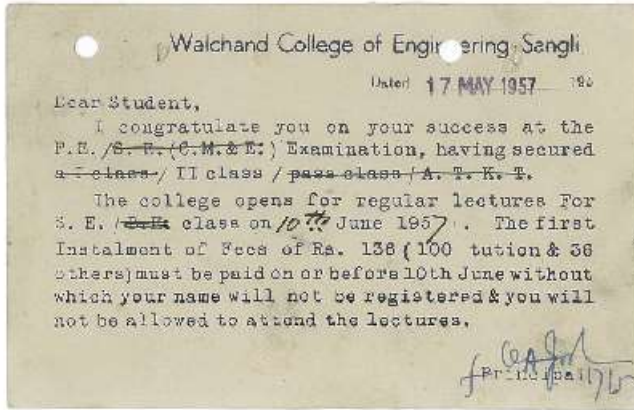 Walchand College of Engineering Sangli
Dated 17 MAY 1957 195
Dear Student,
I congratulate you on your success at the
F.E./S.E.(C.M.&E.) Examination, having secured
a I class/ II class / pass class / A. T. K. T.
The college opens for regular lectures For
S. E. /B.E. class on 10th June 1957. The first
Instalment of Fees of Rs. 136 (100 tution & 36
others) must be paid on or before 10th June without
which your name will not be registered & you will
not be allowed to attend the lectures.
Principal